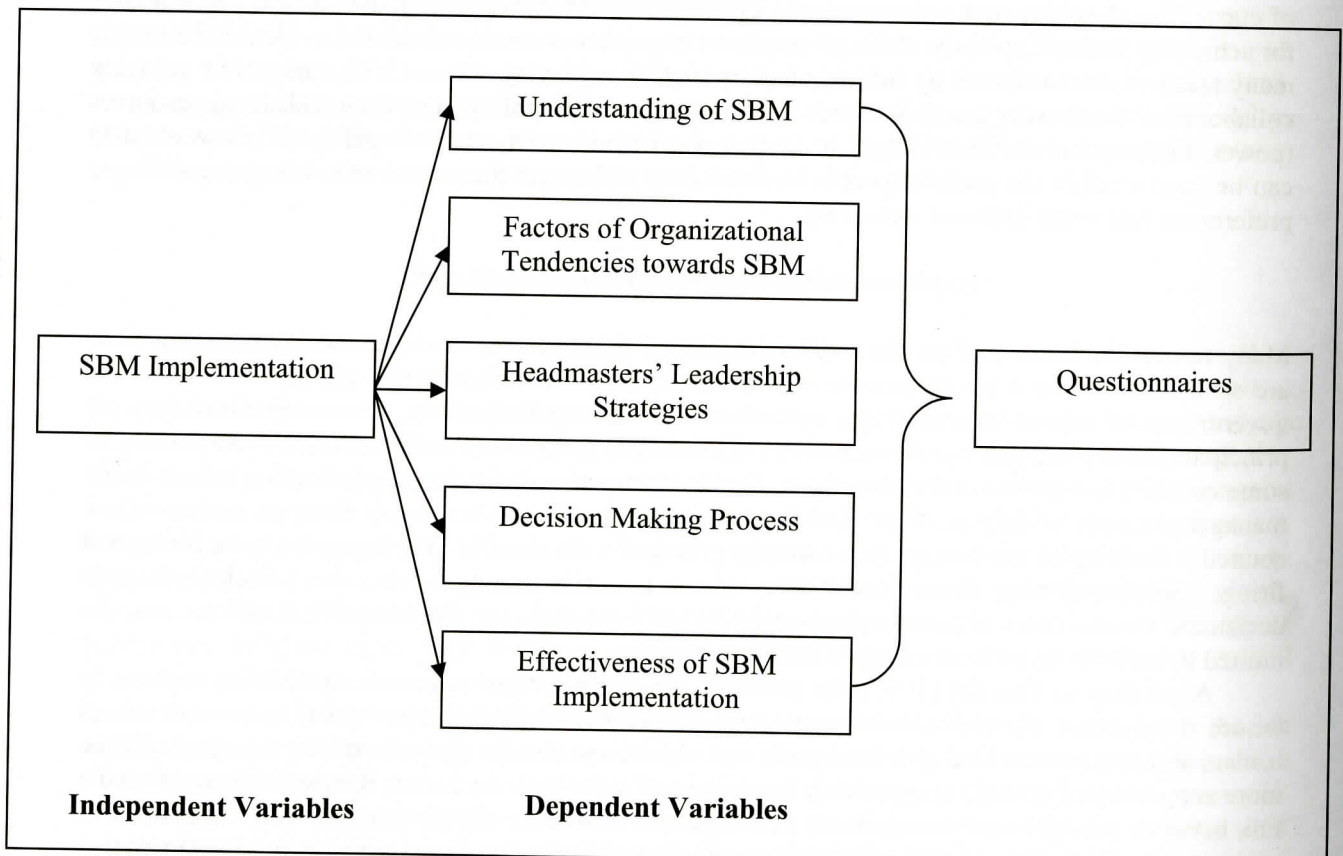 Understanding of SBM
Factors of Organizational
Tendencies towards SBM
SBM Implementation
Headmasters' Leadership
Strategies
Questionnaires
Decision Making Process
Effectiveness of SBM
Implementation
Independent Variables
Dependent Variables